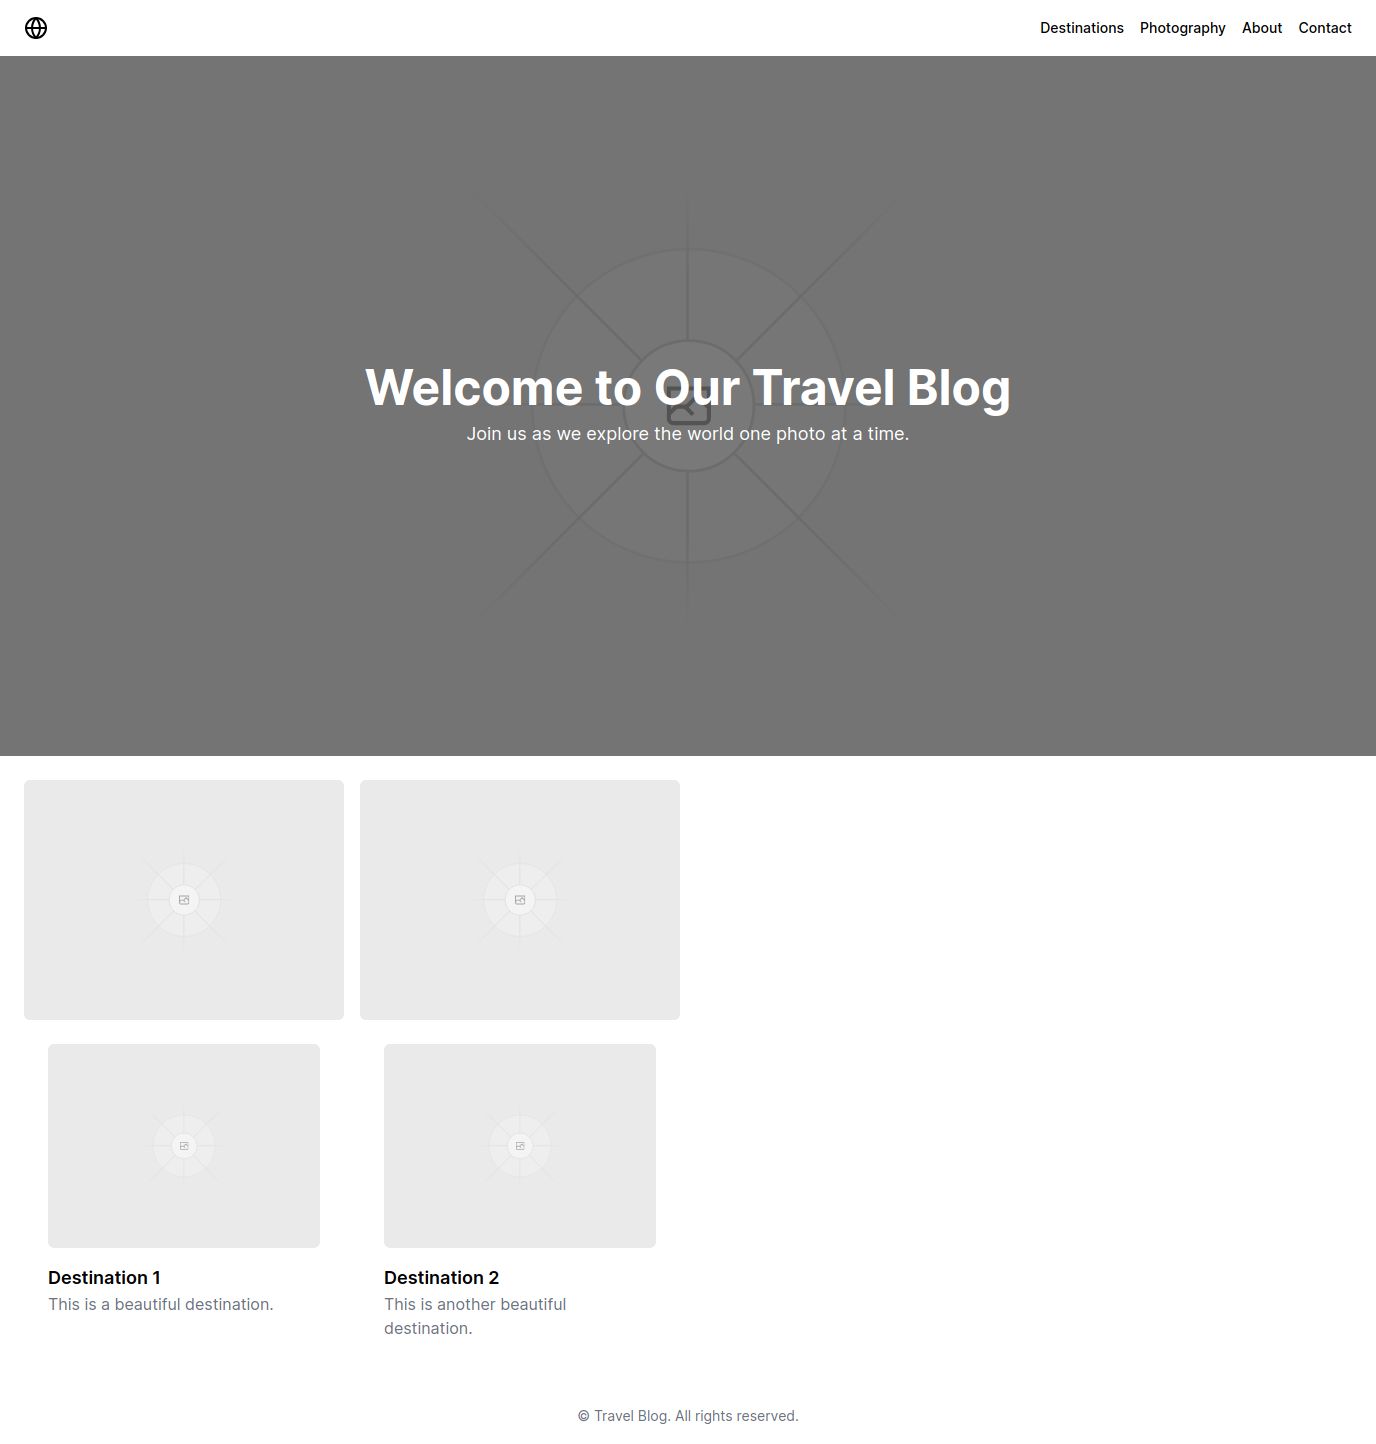 Destinations Photography About Contact
Welcome to Our Travel Blog
Join us as we explore the world one photo at a time.
Destination 1
This is a beautiful destination.
Destination 2
This is another beautiful
destination.
© Travel Blog. All rights reserved.